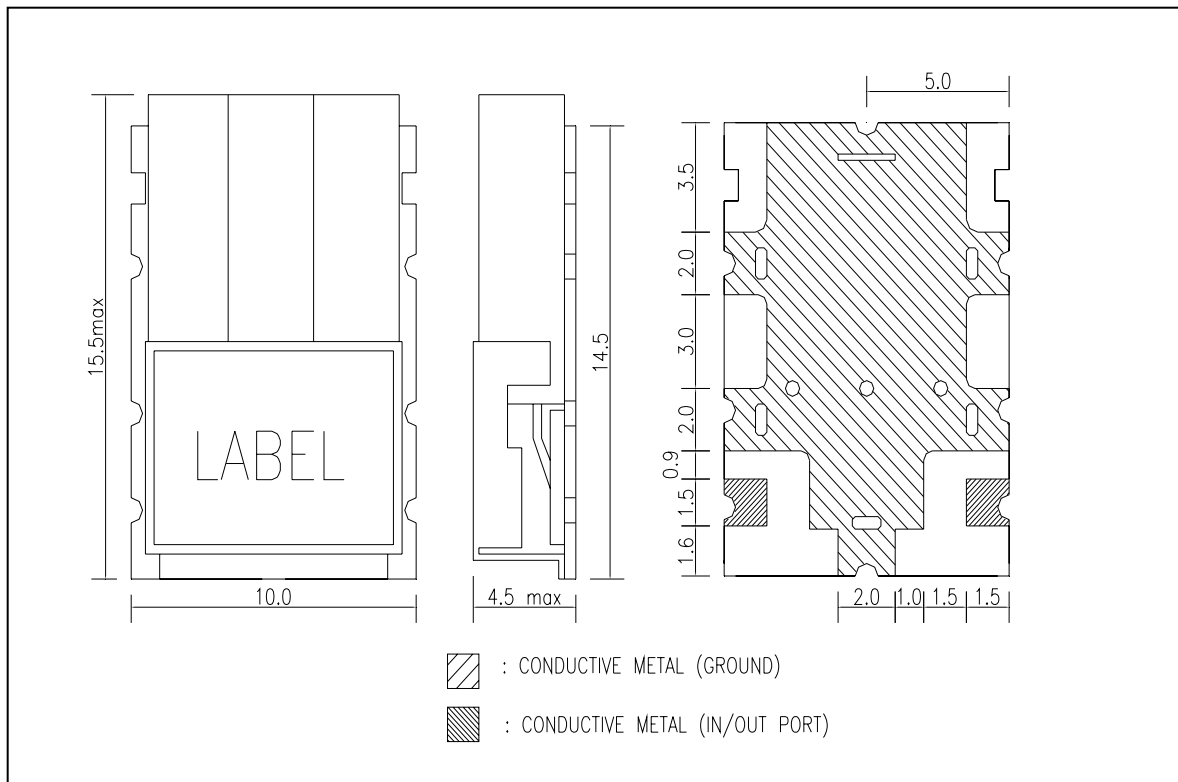 15.5max
LABEL
10.0
14.5
4.5 max
5.0
3.5
2.0
3.0
2.0
0.9
1.5
1.6
2.0
1.0
1.5
1.5
: CONDUCTIVE METAL (GROUND)
: CONDUCTIVE METAL (IN/OUT PORT)